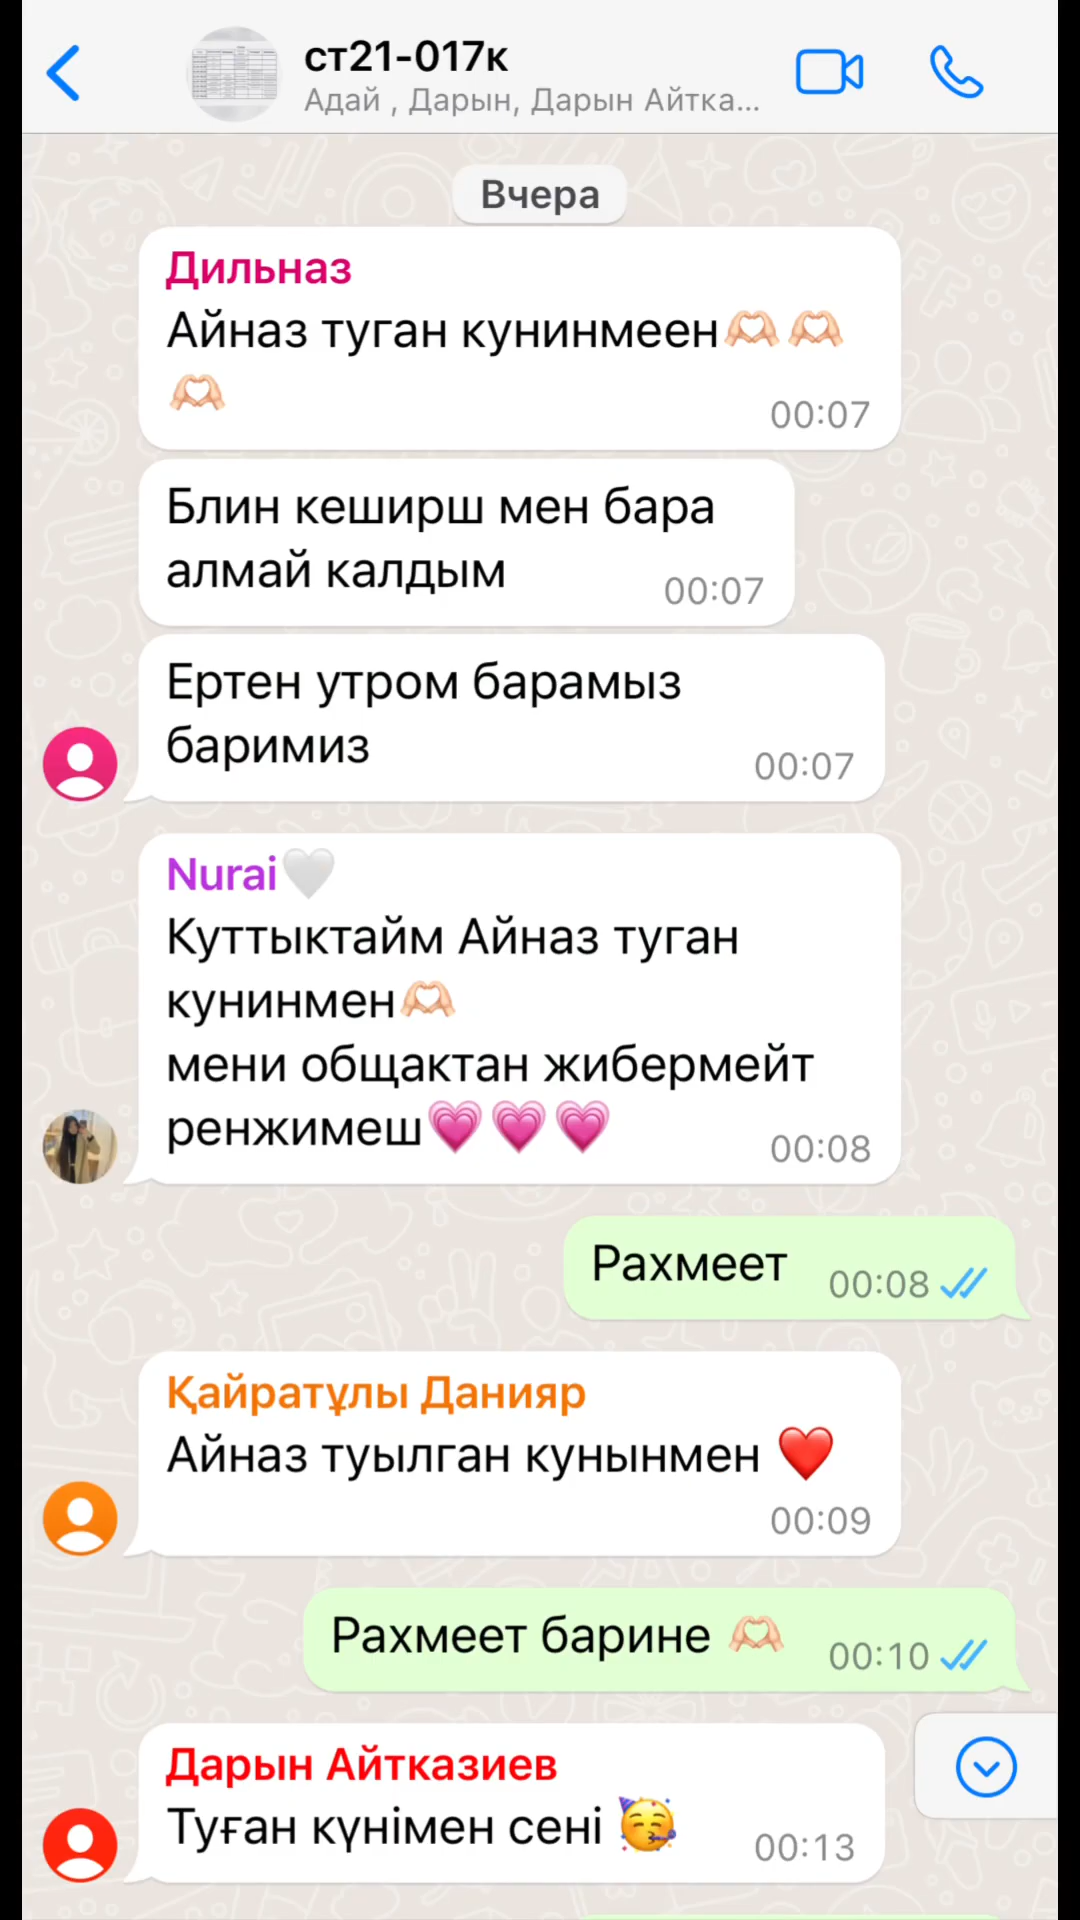 ст21-017к
Адай , Дарын, Дарын Айтка...
Вчера
Дильназ
Айназ туган кунинмеен🫶🏻🫶🏻
🫶🏻
00:07
Блин кеширш мен бара
алмай калдым
00:07
Ертен утром барамыз
баримиз
00:07
Nurai🤍
Куттыктайм Айназ туган
кунинмен🫶🏻
мени общактан жибермейт
ренжимеш💗💗💗
00:08
Рахмеет 00:08
Қайратұлы Данияр
Айназ туылган кунынмен ❤️
00:09
Рахмеет барине 🫶🏻 00:10
Дарын Айтказиев
Туған күнімен сені 🥳 00:13